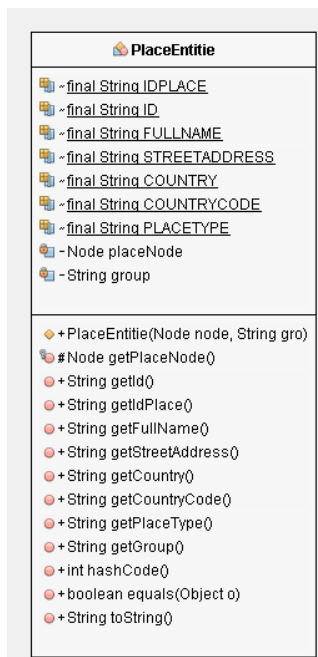 PlaceEntitie
~final String IDPLACE
~final String ID
~final String FULLNAME
~final String STREETADDRESS
~final String COUNTRY
~final String COUNTRYCODE
~final String PLACETYPE
-Node placeNode
-String group
+PlaceEntitie(Node node, String gro)
#Node getPlaceNode()
+String getId()
+String getIdPlace()
+String getFullName()
+String getStreetAddress()
+String getCountry()
+String getCountryCode()
+String getPlaceType()
+String getGroup()
+int hashCode()
+boolean equals(Object o)
+String toString()